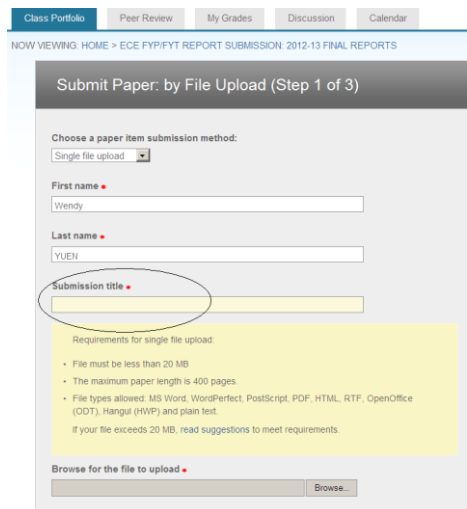 Class Portfolio Peer Review My Grades Discussion Calendar
NOW VIEWING: HOME > ECE FYP/FYT REPORT SUBMISSION: 2012-13 FINAL REPORTS
Submit Paper: by File Upload (Step 1 of 3)
Choose a paper item submission method:
Single file upload
First name
Wendy
Last name
YUEN
Submission title
Requirements for single file upload:
• File must be less than 20 MB
• The maximum paper length is 400 pages.
• File types allowed: MS Word, WordPerfect, PostScript, PDF, HTML, RTF, OpenOffice
(ODT), Hangul (HWP) and plain text.
If your file exceeds 20 MB, read suggestions to meet requirements.
Browse for the file to upload
Browse...